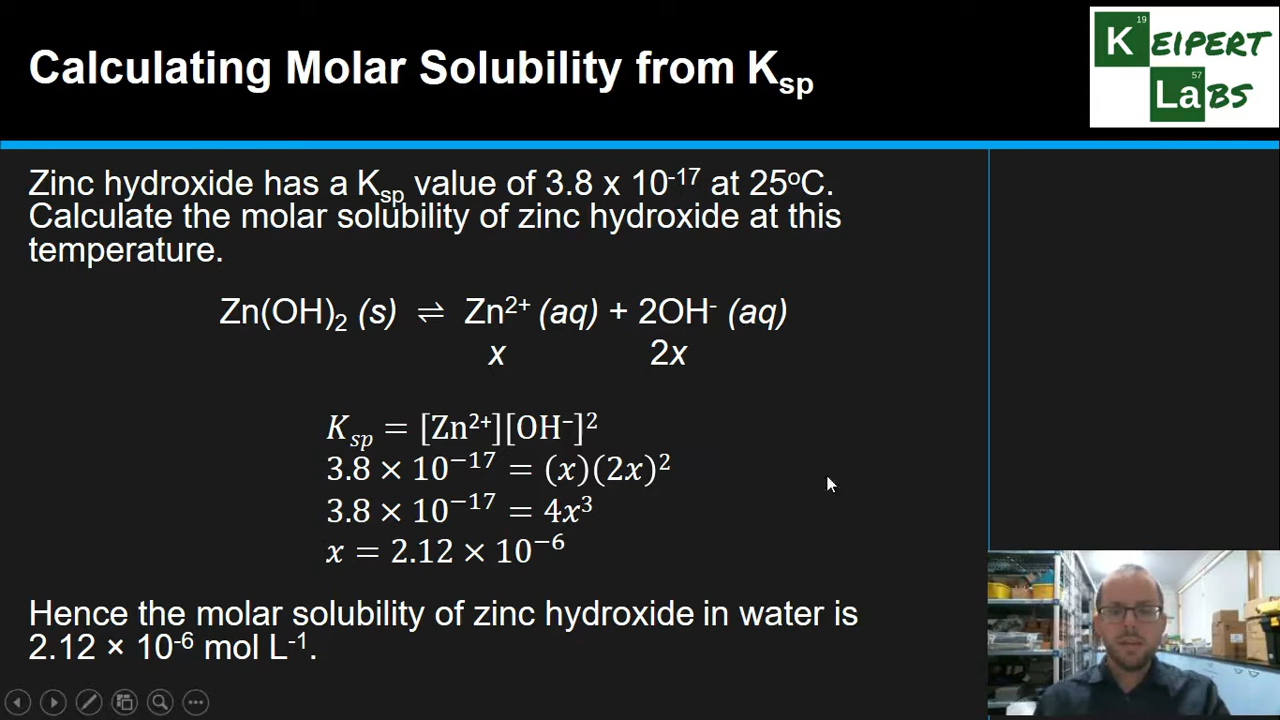 Calculating Molar Solubility from Ksp
19
KEIPERT
57
LaBS
Zinc hydroxide has a Ksp value of 3.8 x 10⁻¹⁷ at 25ºC.
Calculate the molar solubility of zinc hydroxide at this
temperature.
Zn(OH)₂ (s) ⇌ Zn²⁺ (aq) + 2OH⁻ (aq)
x 2x
Kₛₚ = [Zn²⁺][OH⁻]²
3.8 × 10⁻¹⁷ = (x)(2x)²
3.8 × 10⁻¹⁷ = 4x³
x = 2.12 × 10⁻⁶
Hence the molar solubility of zinc hydroxide in water is
2.12 × 10⁻⁶ mol L⁻¹.